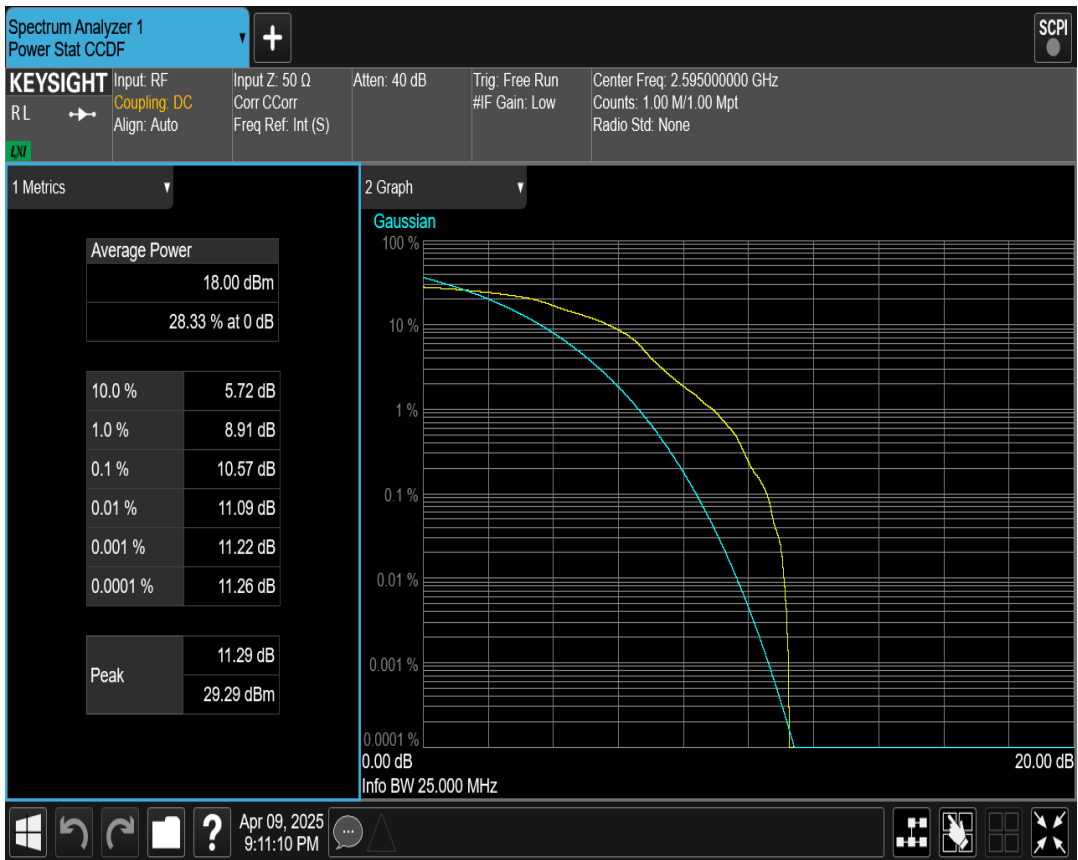 Spectrum Analyzer 1
Power Stat CCDF
+
SCPI
KEYSIGHT
RL
LXI
Input: RF
Coupling: DC
Align: Auto
Input Z: 50 Ω
Corr CCorr
Freq Ref: Int (S)
Atten: 40 dB
Trig: Free Run
#IF Gain: Low
Center Freq: 2.595000000 GHz
Counts: 1.00 M/1.00 Mpt
Radio Std: None
1 Metrics
Average Power
18.00 dBm
28.33 % at 0 dB
10.0 % 5.72 dB
1.0 % 8.91 dB
0.1 % 10.57 dB
0.01 % 11.09 dB
0.001 % 11.22 dB
0.0001 % 11.26 dB
Peak
11.29 dB
29.29 dBm
2 Graph
Gaussian
100 %
10 %
1 %
0.1 %
0.01 %
0.001 %
0.0001 %
0.00 dB 20.00 dB
Info BW 25.000 MHz
?
Apr 09, 2025
9:11:10 PM